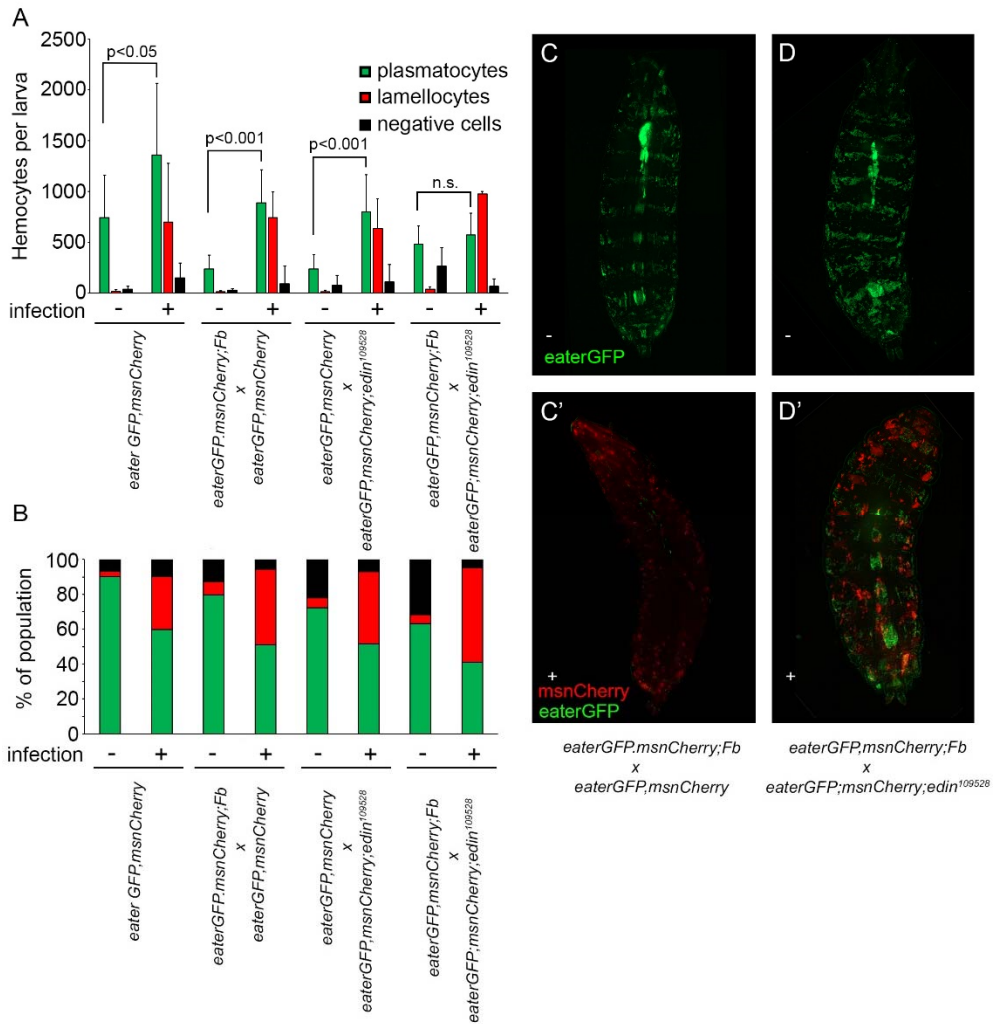 A
Hemocytes per larva
2500
2000
1500
1000
500
0
p<0.05
p<0.001
p<0.001
n.s.
plasmatocytes
lamellocytes
negative cells
infection - + - + - + - +
eater GFP,msnCherry
eaterGFP.msnCherry;Fb
x
eaterGFP,msnCherry
eaterGFP,msnCherry
x
eaterGFP,msnCherry;edin109528
eaterGFP,msnCherry;Fb
x
eaterGFP;msnCherry;edin109528
B
% of population
100
80
60
40
20
0
infection - + - + - + - +
eater GFP,msnCherry
eaterGFP.msnCherry;Fb
x
eaterGFP,msnCherry
eaterGFP,msnCherry
x
eaterGFP,msnCherry;edin109528
eaterGFP,msnCherry;Fb
x
eaterGFP;msnCherry;edin109528
C
-
eaterGFP
D
-
C'
+
msnCherry
eaterGFP
D'
+
eaterGFP.msnCherry;Fb
x
eaterGFP,msnCherry
eaterGFP,msnCherry;Fb
x
eaterGFP;msnCherry;edin109528